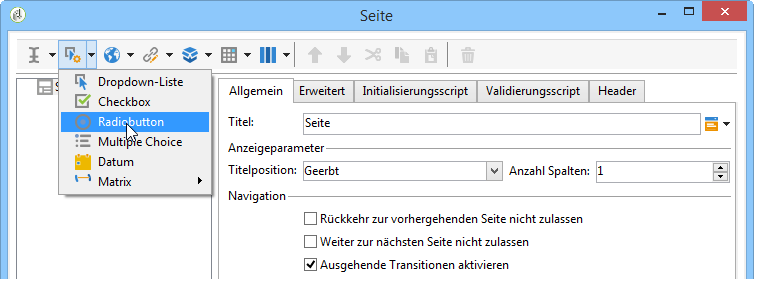 Seite
Dropdown-Liste
Checkbox
Radiobutton
Multiple Choice
Datum
Matrix
Allgemein Erweitert Initialisierungsscript Validierungsscript Header
Titel: Seite
Anzeigeparameter
Titelposition: Geerbt Anzahl Spalten: 1
Navigation
Rückkehr zur vorhergehenden Seite nicht zulassen
Weiter zur nächsten Seite nicht zulassen
Ausgehende Transitionen aktivieren